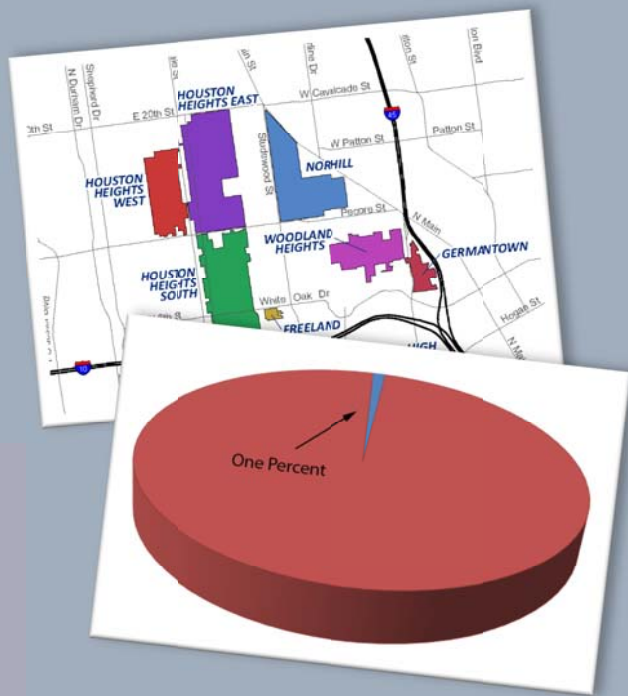 N Durham Dr
Shepherd Dr
W Cavalcade St
E 20th St
HOUSTON
HEIGHTS EAST
45
W Patton St
Patton St
Studewood St
NORHILL
HOUSTON
HEIGHTS
WEST
Pecore St
N Main
WOODLAND
HEIGHTS
GERMANTOWN
HOUSTON
HEIGHTS
SOUTH
White Oak Dr
FREELAND
Hogan St
HIGH
10
One Percent